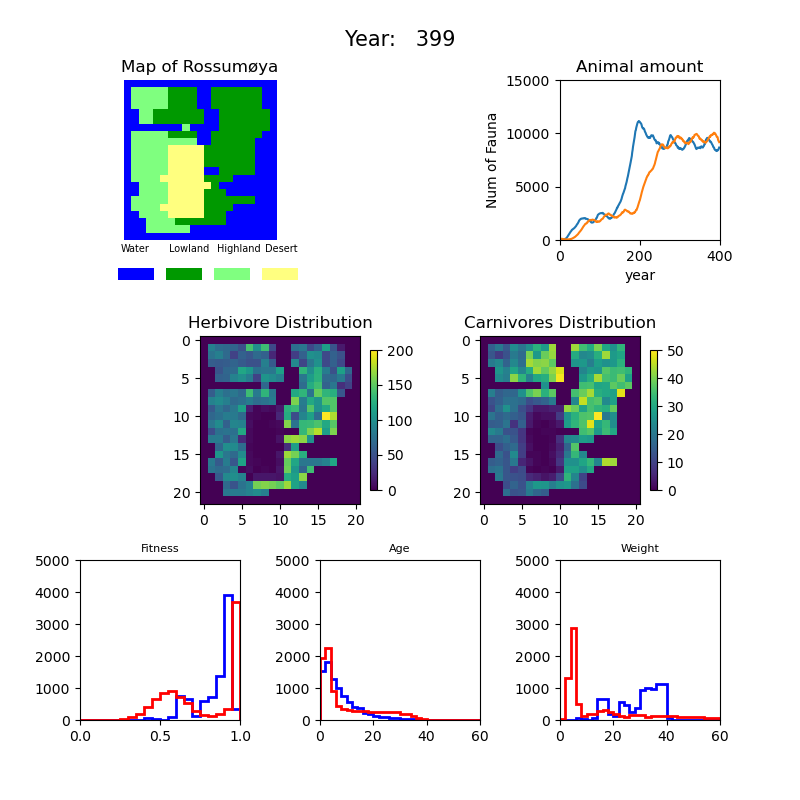 Year:   399
Map of Rossumøya
Animal amount
15000
10000
5000
0
Num of Fauna
0 200 400
year
Water Lowland Highland Desert
Herbivore Distribution
Carnivores Distribution
0
5
10
15
20
0 5 10 15 20
200
150
100
50
0
0
5
10
15
20
0 5 10 15 20
50
40
30
20
10
0
Fitness
5000
4000
3000
2000
1000
0
0.0 0.5 1.0
Age
5000
4000
3000
2000
1000
0
0 20 40 60
Weight
5000
4000
3000
2000
1000
0
0 20 40 60